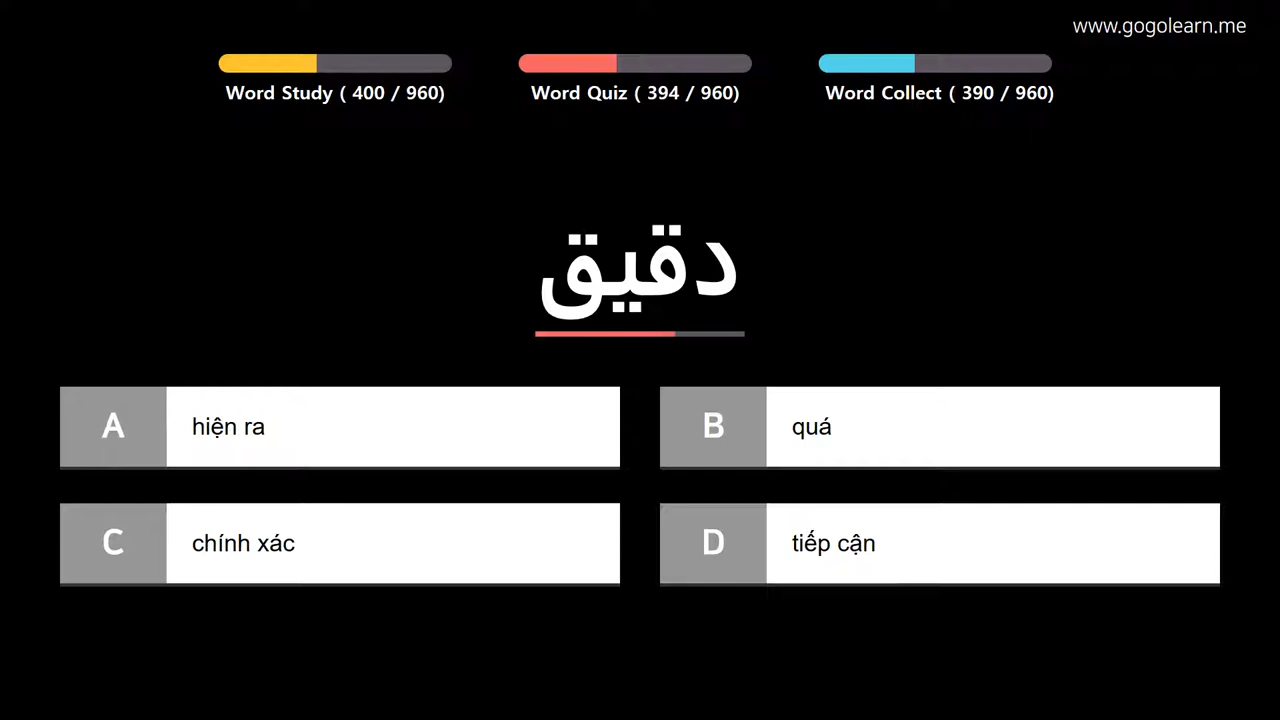 www.gogolearn.me
Word Study ( 400 / 960)
Word Quiz ( 394 / 960)
Word Collect ( 390 / 960)
دقيق
A hiện ra
B quá
C chính xác
D tiếp cận